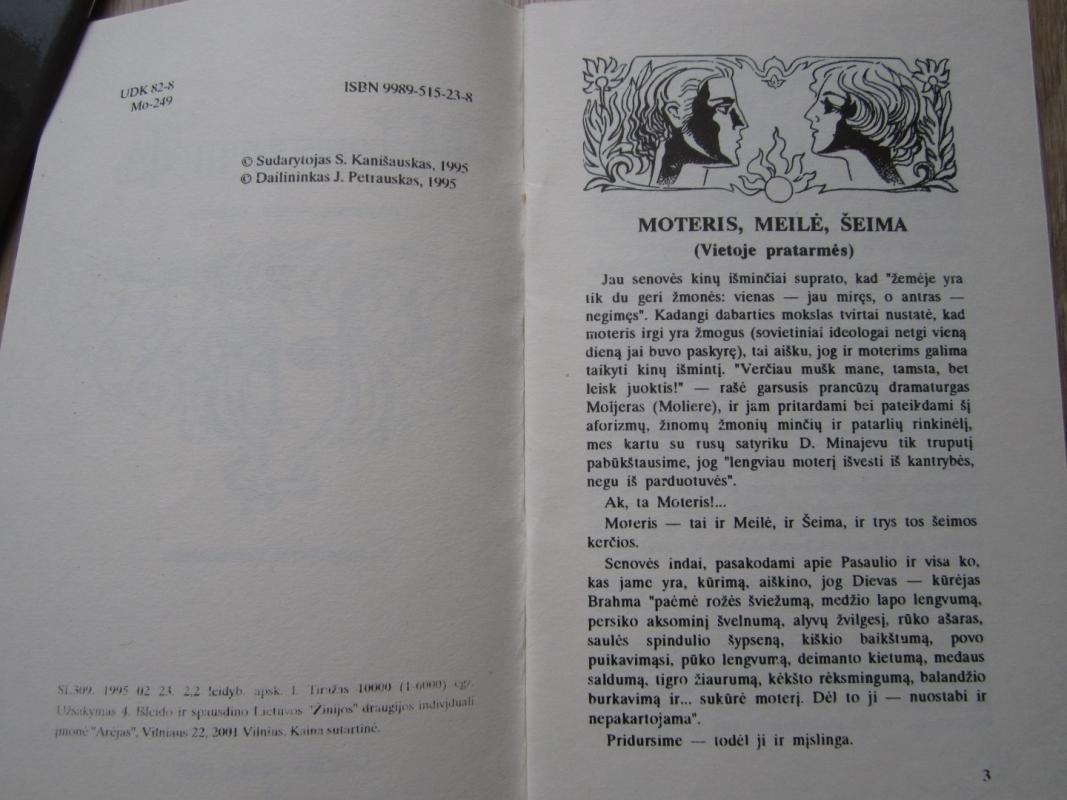 UDK 82-8
Mo-249
ISBN 9989-515-23-8
© Sudarytojas S. Kanišauskas, 1995
© Dailininkas J. Petrauskas, 1995
SL309. 1995 02 23. 2,2 leidyb. apsk. l. Tiražas 10000 (1-6000) egz.
Užsakymas 4. Išleido ir spausdino Lietuvos "Žinijos" draugijos individuali
įmonė "Arėjas", Vilniaus 22, 2001 Vilnius. Kaina sutartinė.
MOTERIS, MEILĖ, ŠEIMA
(Vietoje pratarmės)
Jau senovės kinų išminčiai suprato, kad "žemėje yra
tik du geri žmonės: vienas — jau miręs, o antras —
negimęs". Kadangi dabarties mokslas tvirtai nustatė, kad
moteris irgi yra žmogus (sovietiniai ideologai netgi vieną
dieną jai buvo paskyrę), tai aišku, jog ir moterims galima
taikyti kinų išmintį. "Verčiau mušk mane, tamsta, bet
leisk juoktis!" — rašė garsusis prancūzų dramaturgas
Moljeras (Moliere), ir jam pritardami bei pateikdami šį
aforizmų, žinomų žmonių minčių ir patarlių rinkinėlį,
mes kartu su rusų satyriku D. Minajevu tik truputį
pabūkštausime, jog "lengviau moterį išvesti iš kantrybės,
negu iš parduotuvės".
Ak, ta Moteris!...
Moteris — tai ir Meilė, ir Šeima, ir trys tos šeimos
kerčios.
Senovės indai, pasakodami apie Pasaulio ir visa ko,
kas jame yra, kūrimą, aiškino, jog Dievas — kūrėjas
Brahma "paėmė rožės šviežumą, medžio lapo lengvumą,
persiko aksominį švelnumą, alyvų žvilgesį, rūko ašaras,
saulės spindulio šypseną, kiškio baikštumą, povo
puikavimąsi, pūko lengvumą, deimanto kietumą, medaus
saldumą, tigro žiaurumą, kėkšto rėksmingumą, balandžio
burkavimą ir... sukūrė moterį. Dėl to ji — nuostabi ir
nepakartojama".
Pridursime — todėl ji ir mįslinga.
3